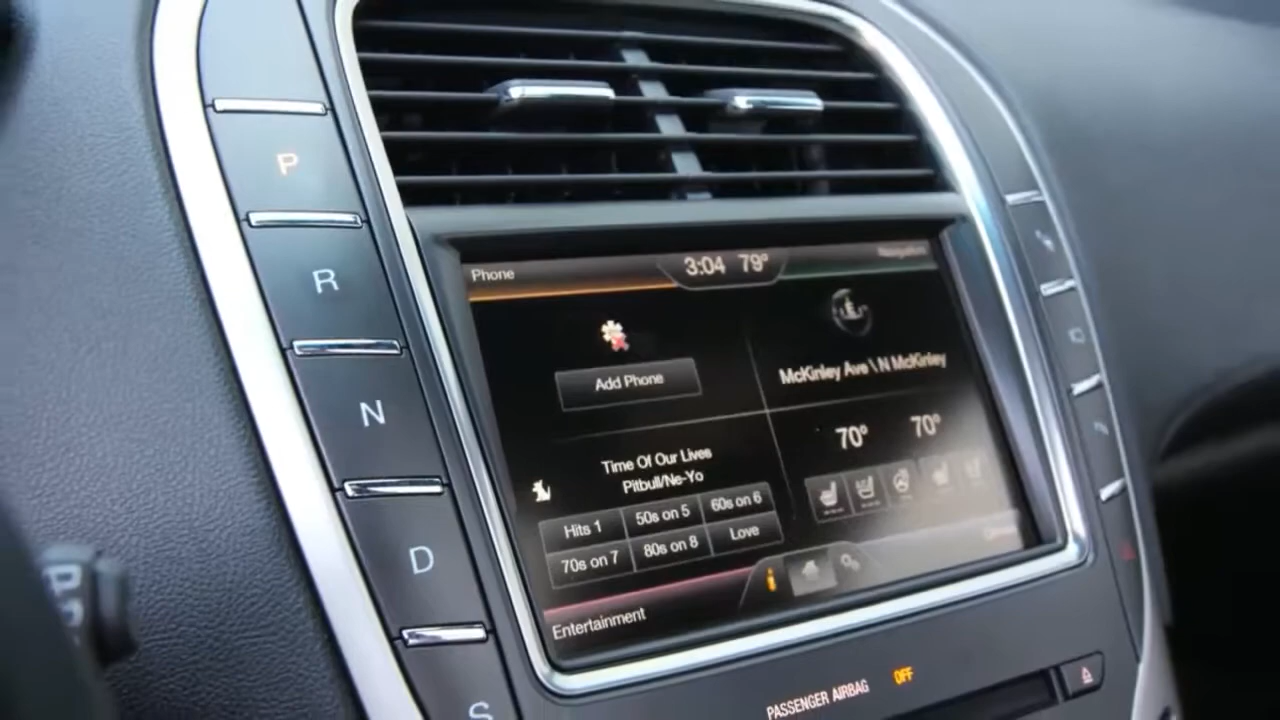 P
R
N
D
S
Phone
3:04 79°
Navigation
Add Phone
McKinley Ave \ N McKinley
Time Of Our Lives
Pitbull/Ne-Yo
Hits 1
50s on 5
60s on 6
70s on 7
80s on 8
Love
70° 70°
Entertainment
PASSENGER AIRBAG OFF